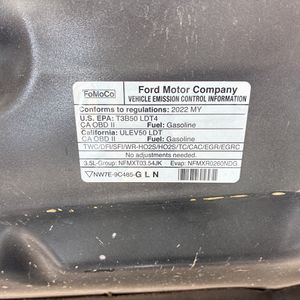 FoMoCo
Ford Motor Company
VEHICLE EMISSION CONTROL INFORMATION
Conforms to regulations: 2022 MY
U.S. EPA: T3B50 LDT4
CA OBD II Fuel: Gasoline
California: ULEV50 LDT
CA OBD II Fuel: Gasoline
TWC/DFI/SFI/WR-HO2S/HO2S/TC/CAC/EGR/EGRC
No adjustments needed.
3.5L-Group: NFMXT03.54JK Evap: NFMXR0260NDG
NW7E-9C485-G L N